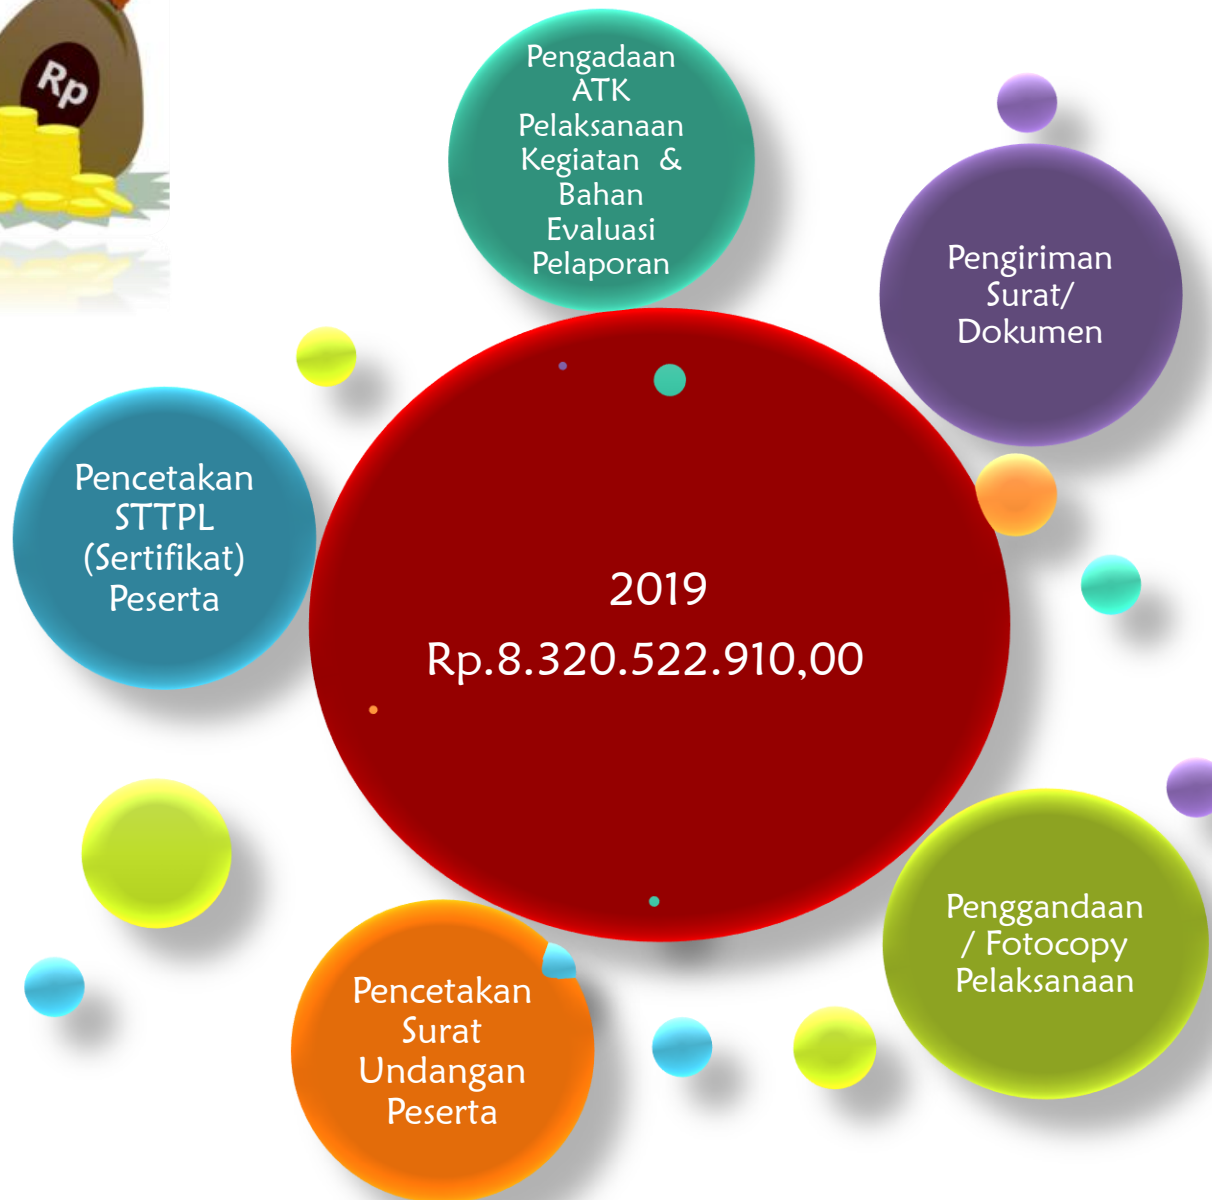 Rp
Pengadaan
ATK
Pelaksanaan
Kegiatan &
Bahan
Evaluasi
Pelaporan
Pengiriman
Surat/
Dokumen
Pencetakan
STTPL
(Sertifikat)
Peserta
2019
Rp.8.320.522.910,00
Penggandaan
/ Fotocopy
Pelaksanaan
Pencetakan
Surat
Undangan
Peserta